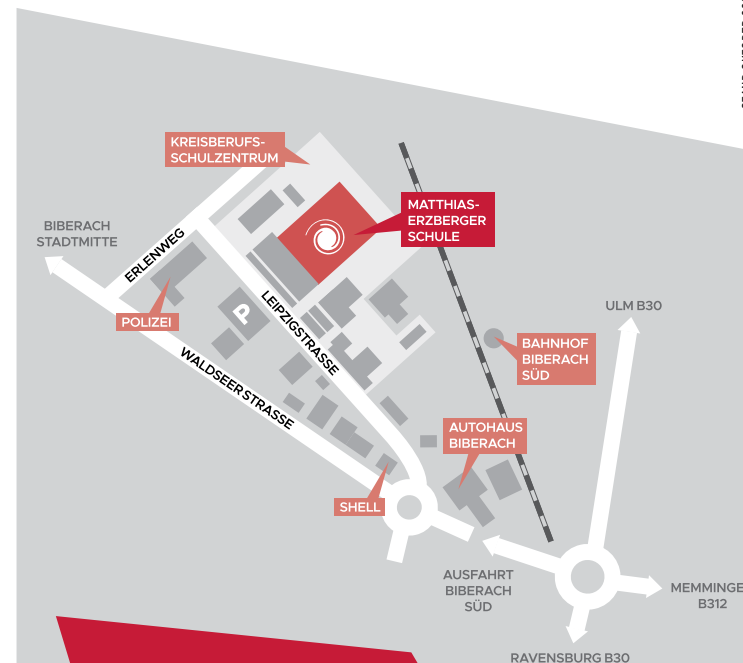 KREISBERUFS-
SCHULZENTRUM
MATTHIAS-
ERZBERGER
SCHULE
BIBERACH
STADTMITTE
ERLENWEG
LEIPZIGSTRASSE
P
POLIZEI
WALDSEER STRASSE
ULM B30
BAHNHOF
BIBERACH
SÜD
AUTOHAUS
BIBERACH
SHELL
AUSFAHRT
BIBERACH
SÜD
MEMMINGE
B312
RAVENSBURG B30